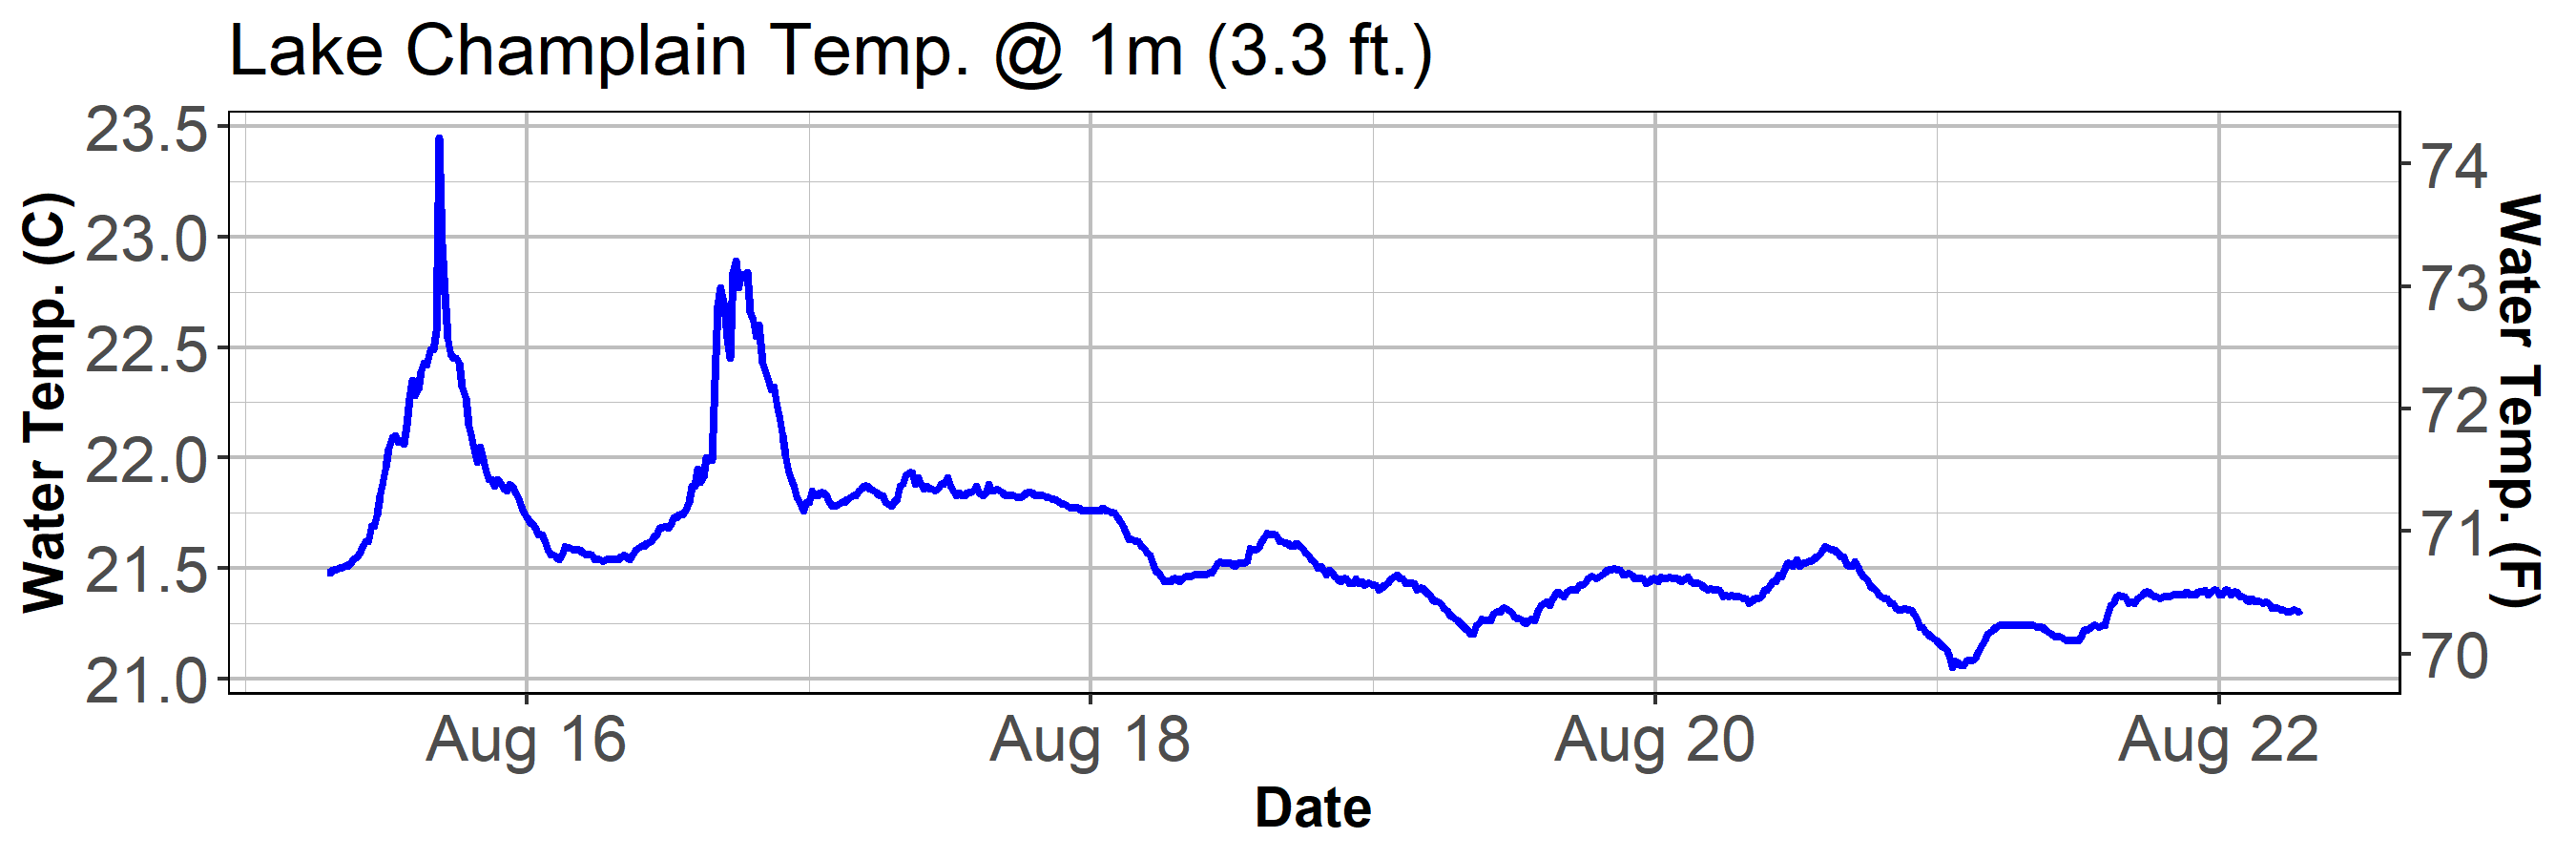 Lake Champlain Temp. @ 1m (3.3 ft.)
Water Temp. (C)
23.5
23.0
22.5
22.0
21.5
21.0
74
73
72
71
70
Water Temp. (F)
Aug 16
Aug 18
Aug 20
Aug 22
Date